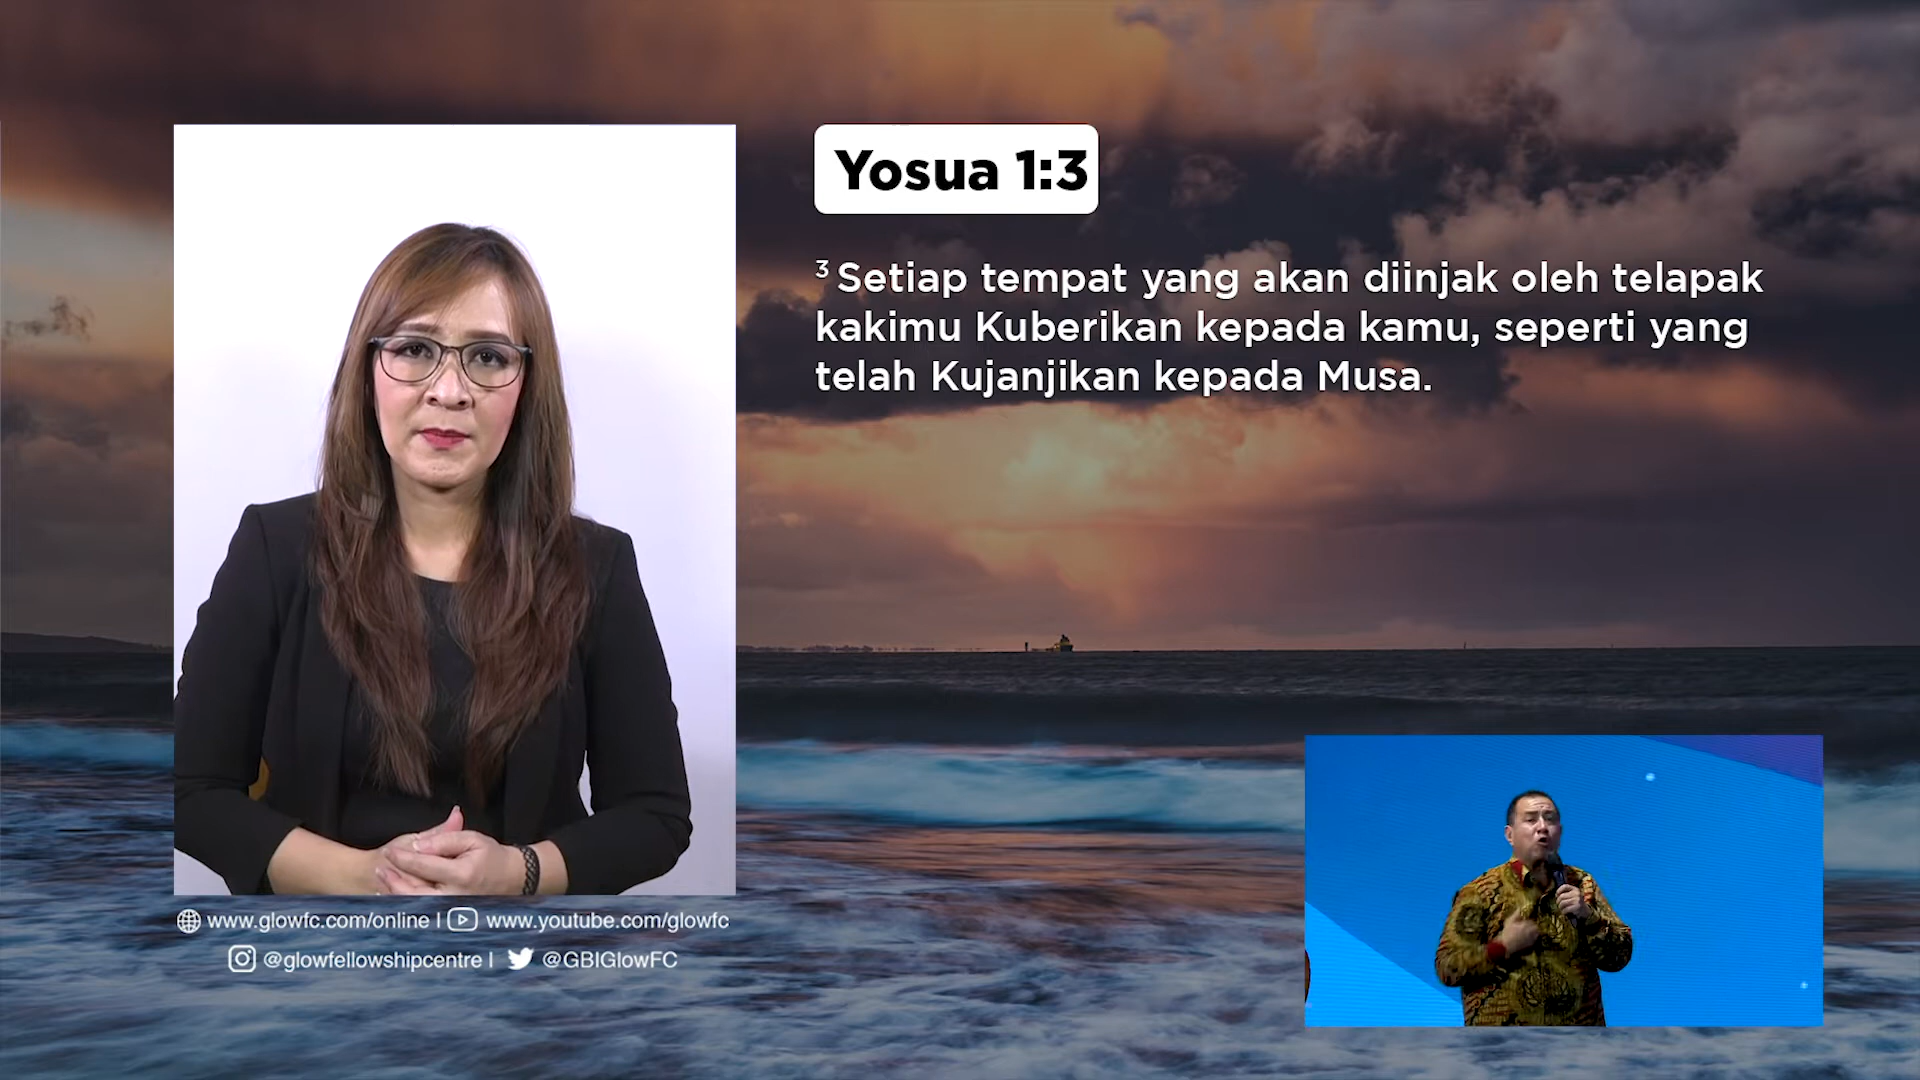 Yosua 1:3
3 Setiap tempat yang akan diinjak oleh telapak
kakimu Kuberikan kepada kamu, seperti yang
telah Kujanjikan kepada Musa.
www.glowfc.com/online | www.youtube.com/glowfc
@glowfellowshipcentre | @GBIGlowFC